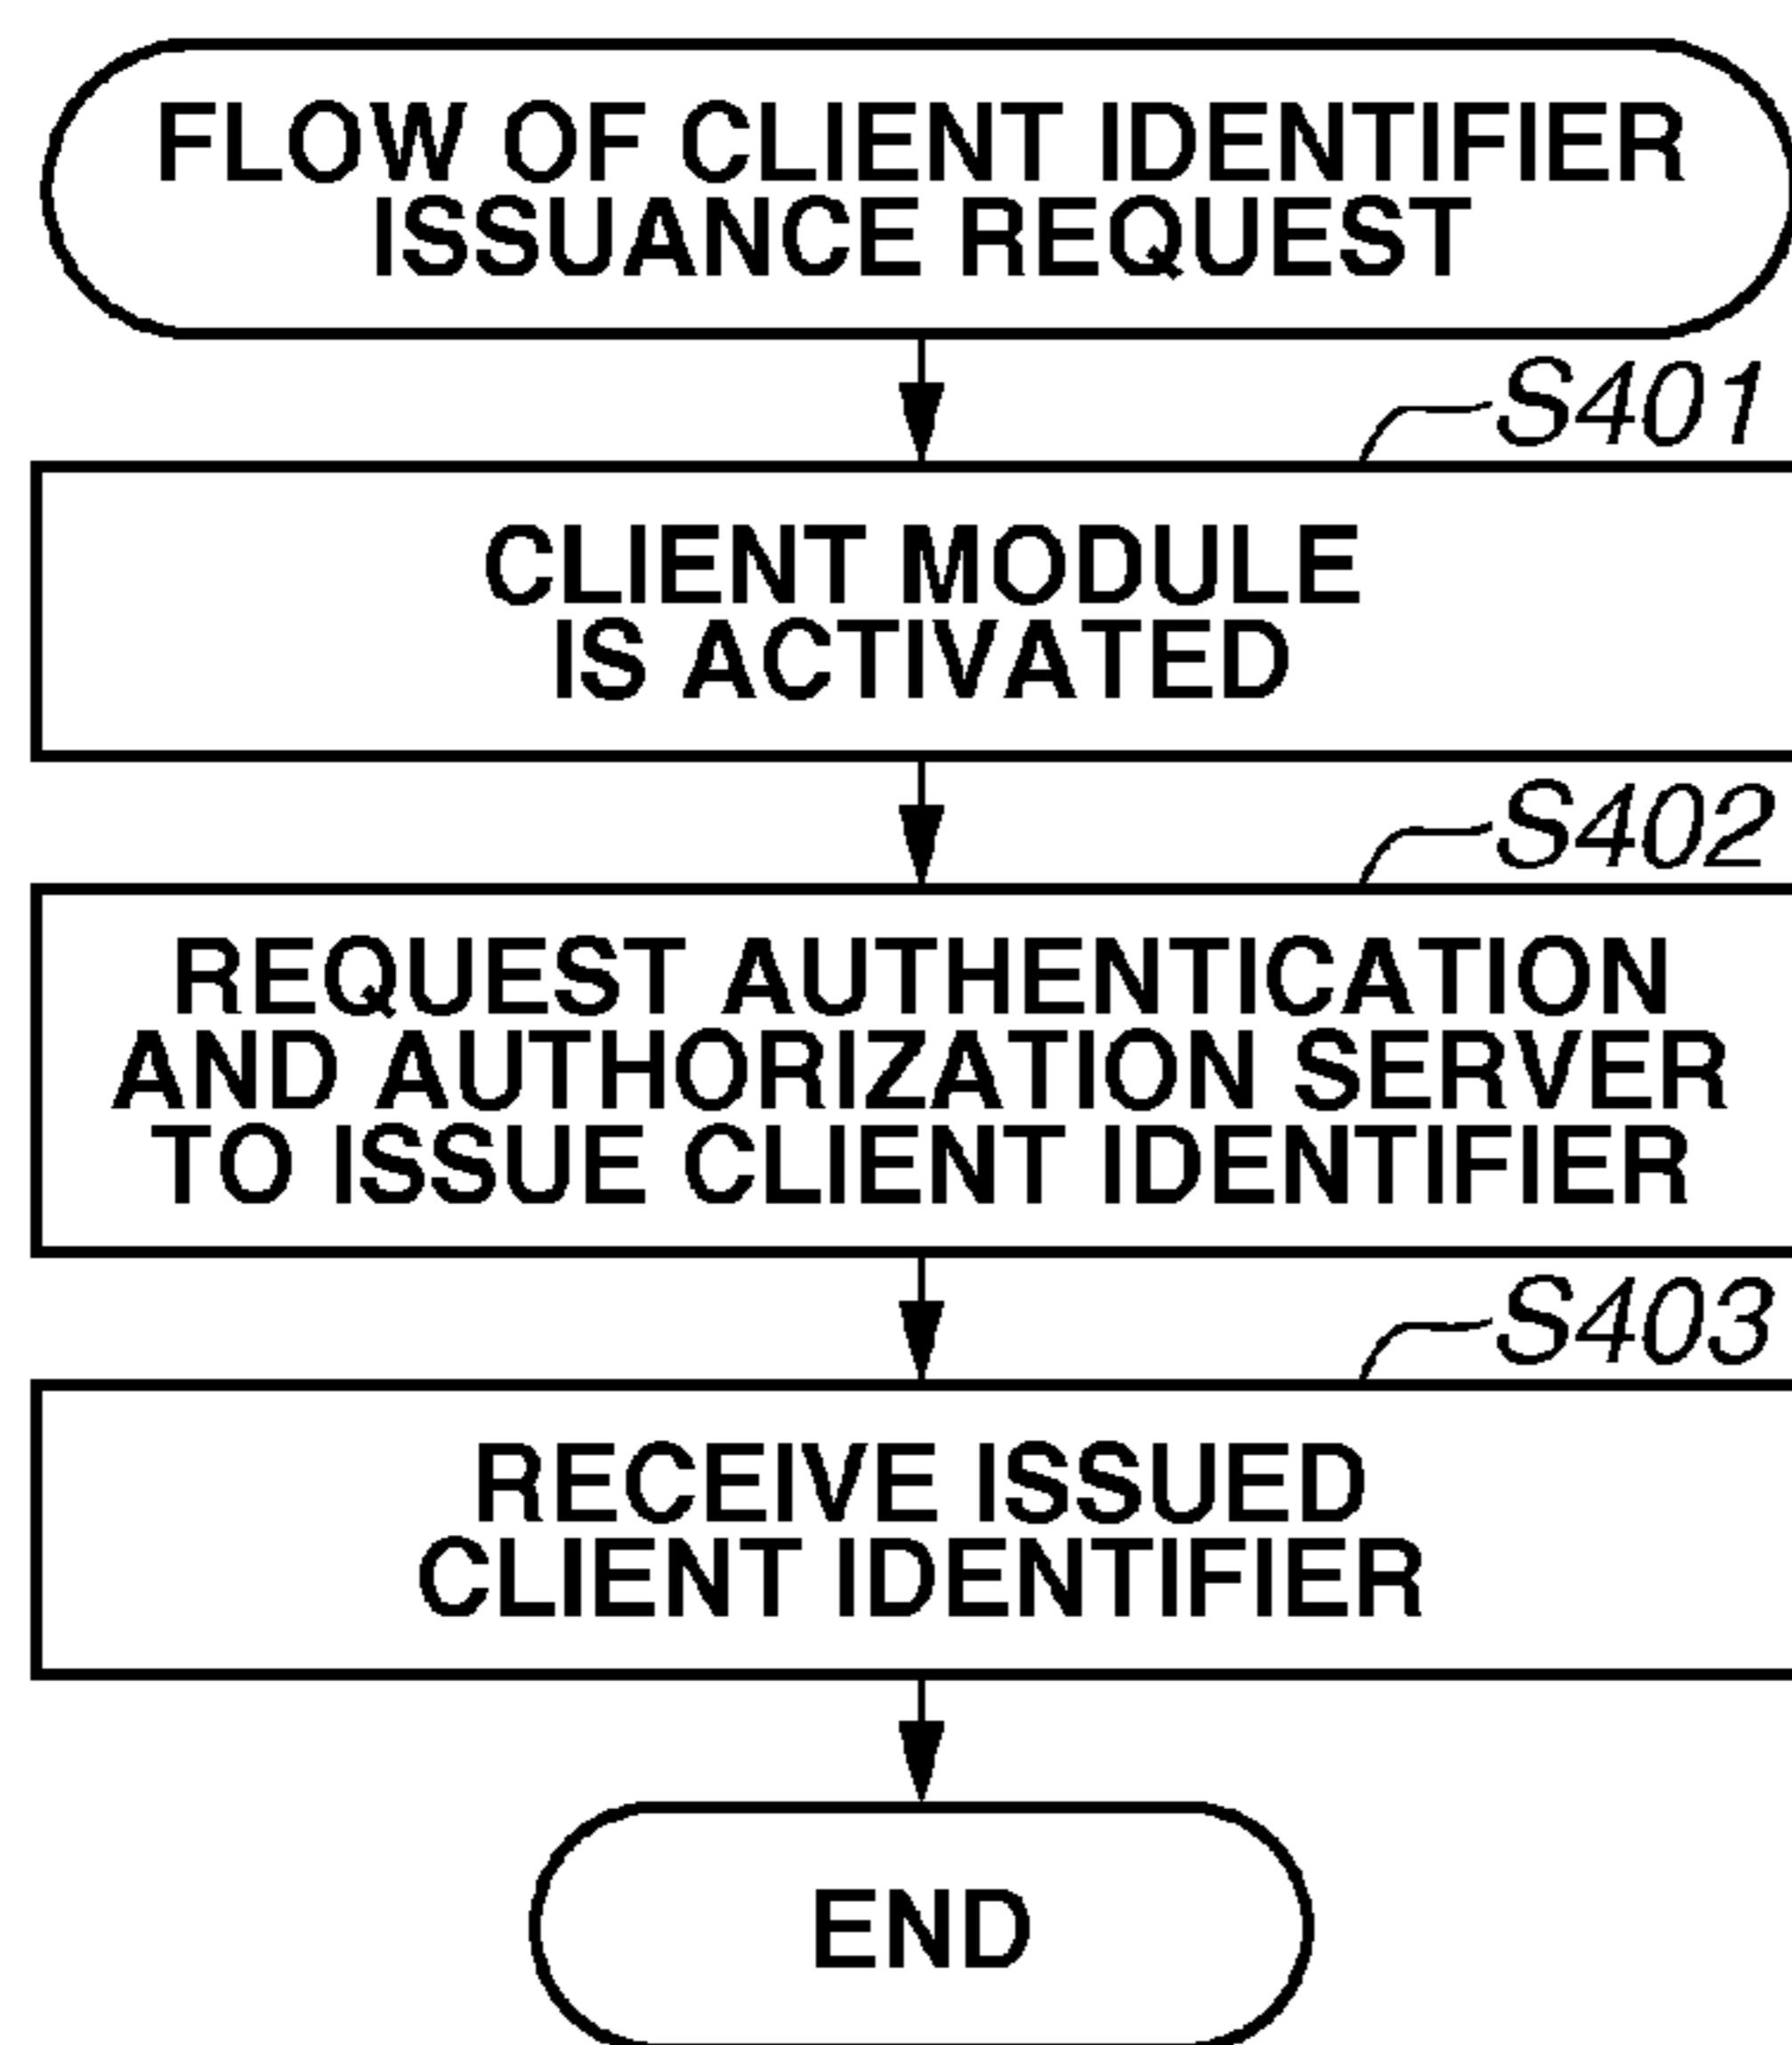 FLOW OF CLIENT IDENTIFIER
ISSUANCE REQUEST
S401
CLIENT MODULE
IS ACTIVATED
S402
REQUEST AUTHENTICATION
AND AUTHORIZATION SERVER
TO ISSUE CLIENT IDENTIFIER
S403
RECEIVE ISSUED
CLIENT IDENTIFIER
END